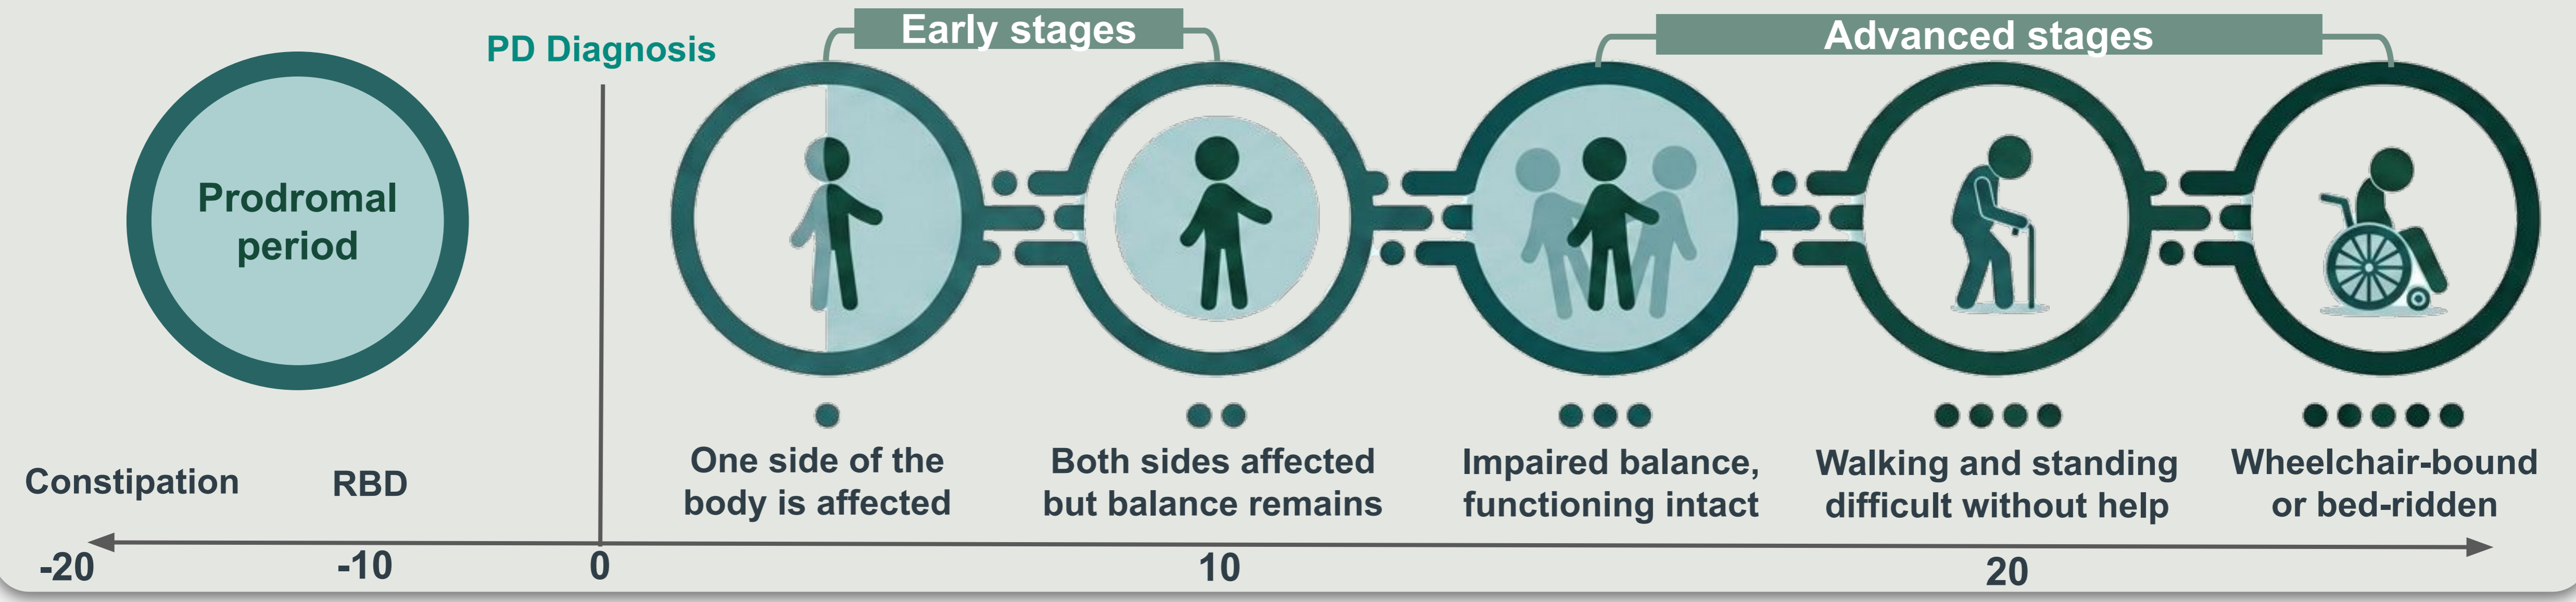 Early stages
Advanced stages
PD Diagnosis
Prodromal
period
Constipation
RBD
One side of the
body is affected
Both sides affected
but balance remains
Impaired balance,
functioning intact
Walking and standing
difficult without help
Wheelchair-bound
or bed-ridden
-20
-10
0
10
20